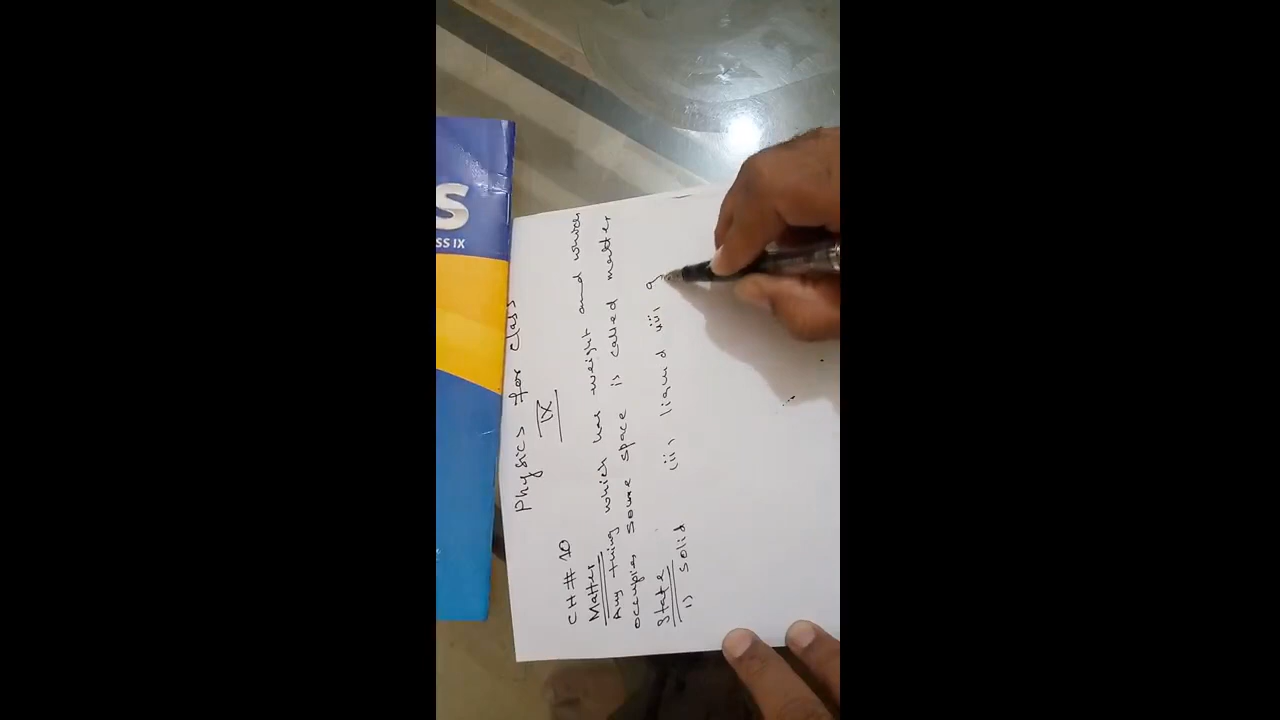 S
SS IX
Physics for class
IX
CH # 10
Matter
Any thing which has weight and which
occupies some space is called matter
State
i) solid (ii) liquid iii) g